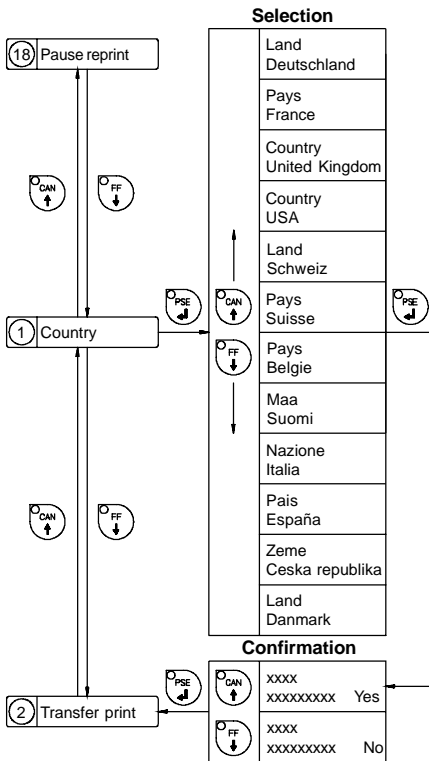 Selection
18 Pause reprint
Land
Deutschland
Pays
France
Country
United Kingdom
Country
USA
Land
Schweiz
Pays
Suisse
Pays
Belgie
Maa
Suomi
Nazione
Italia
Pais
España
Zeme
Ceska republika
Land
Danmark
CAN
FF
PSE
CAN
PSE
1 Country
FF
CAN
FF
Confirmation
PSE
CAN
xxxx
xxxxxxxxx Yes
2 Transfer print
FF
xxxx
xxxxxxxxx No